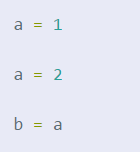 a = 1
a = 2
b = a